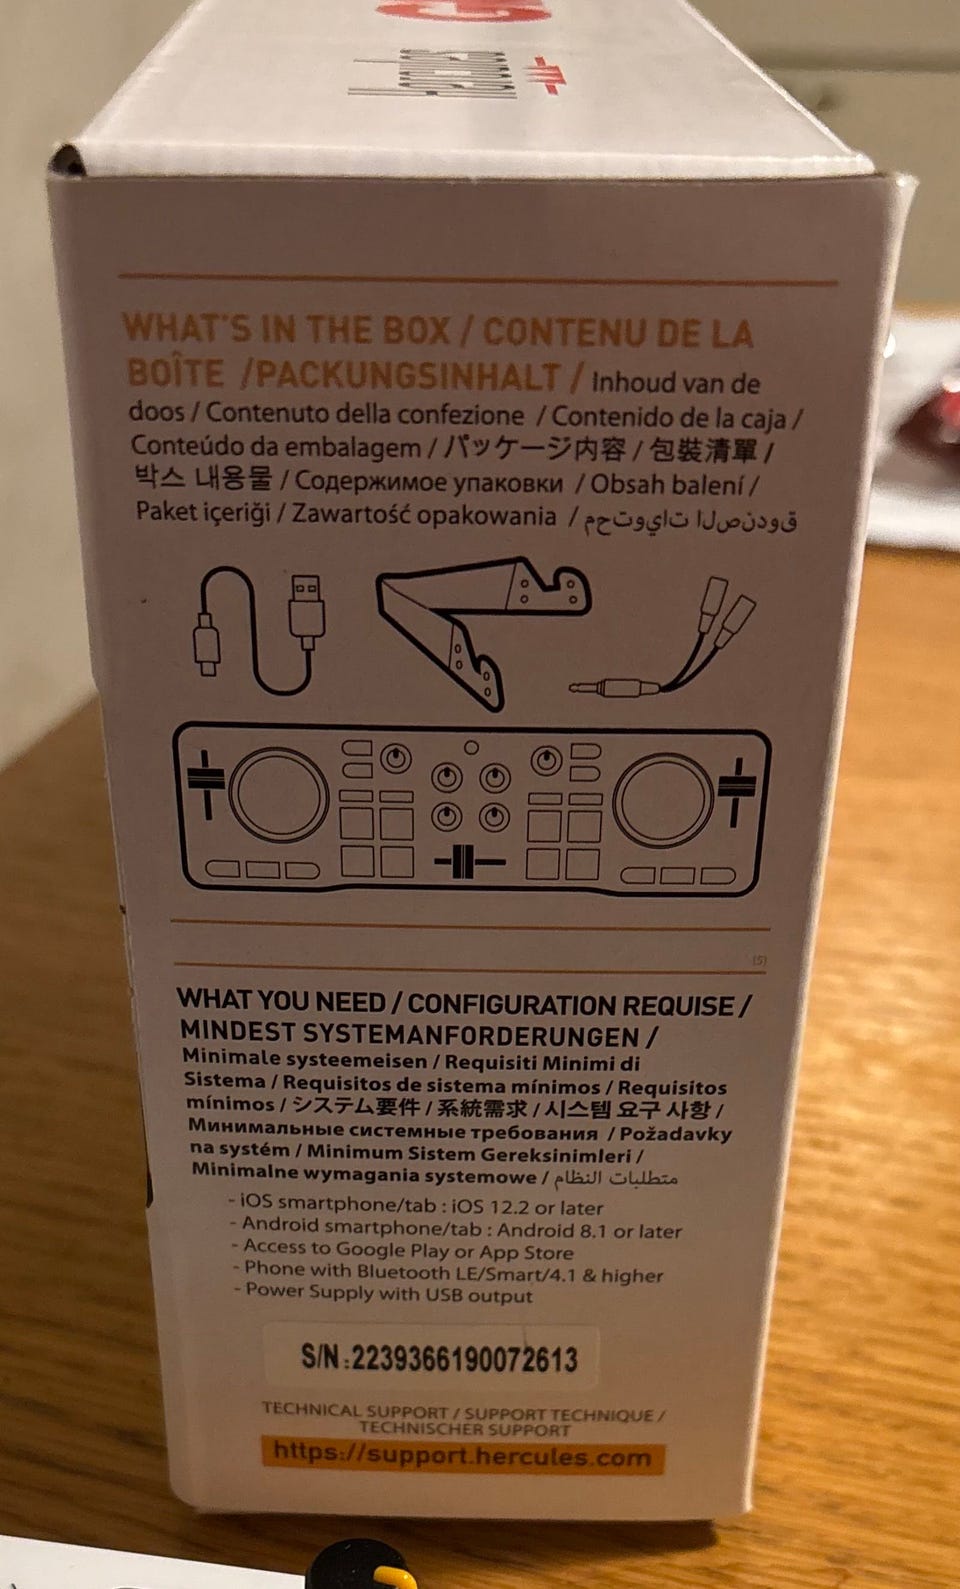 Hercules
WHAT'S IN THE BOX / CONTENU DE LA
BOÎTE /PACKUNGSINHALT / Inhoud van de
doos / Contenuto della confezione / Contenido de la caja /
Conteúdo da embalagem / パッケージ内容 / 包裝清單 /
박스 내용물 / Содержимое упаковки / Obsah balení /
Paket içeriği / Zawartość opakowania / قودنصلا تايوتحم
(5)
WHAT YOU NEED / CONFIGURATION REQUISE /
MINDEST SYSTEMANFORDERUNGEN /
Minimale systeemeisen / Requisiti Minimi di
Sistema / Requisitos de sistema mínimos / Requisitos
mínimos / システム要件 / 系統需求 / 시스템 요구 사항 /
Минимальные системные требования / Požadavky
na systém / Minimum Sistem Gereksinimleri /
Minimalne wymagania systemowe / متطلبات النظام
- iOS smartphone/tab : iOS 12.2 or later
- Android smartphone/tab : Android 8.1 or later
- Access to Google Play or App Store
- Phone with Bluetooth LE/Smart/4.1 & higher
- Power Supply with USB output
S/N:2239366190072613
TECHNICAL SUPPORT / SUPPORT TECHNIQUE /
TECHNISCHER SUPPORT
https://support.hercules.com